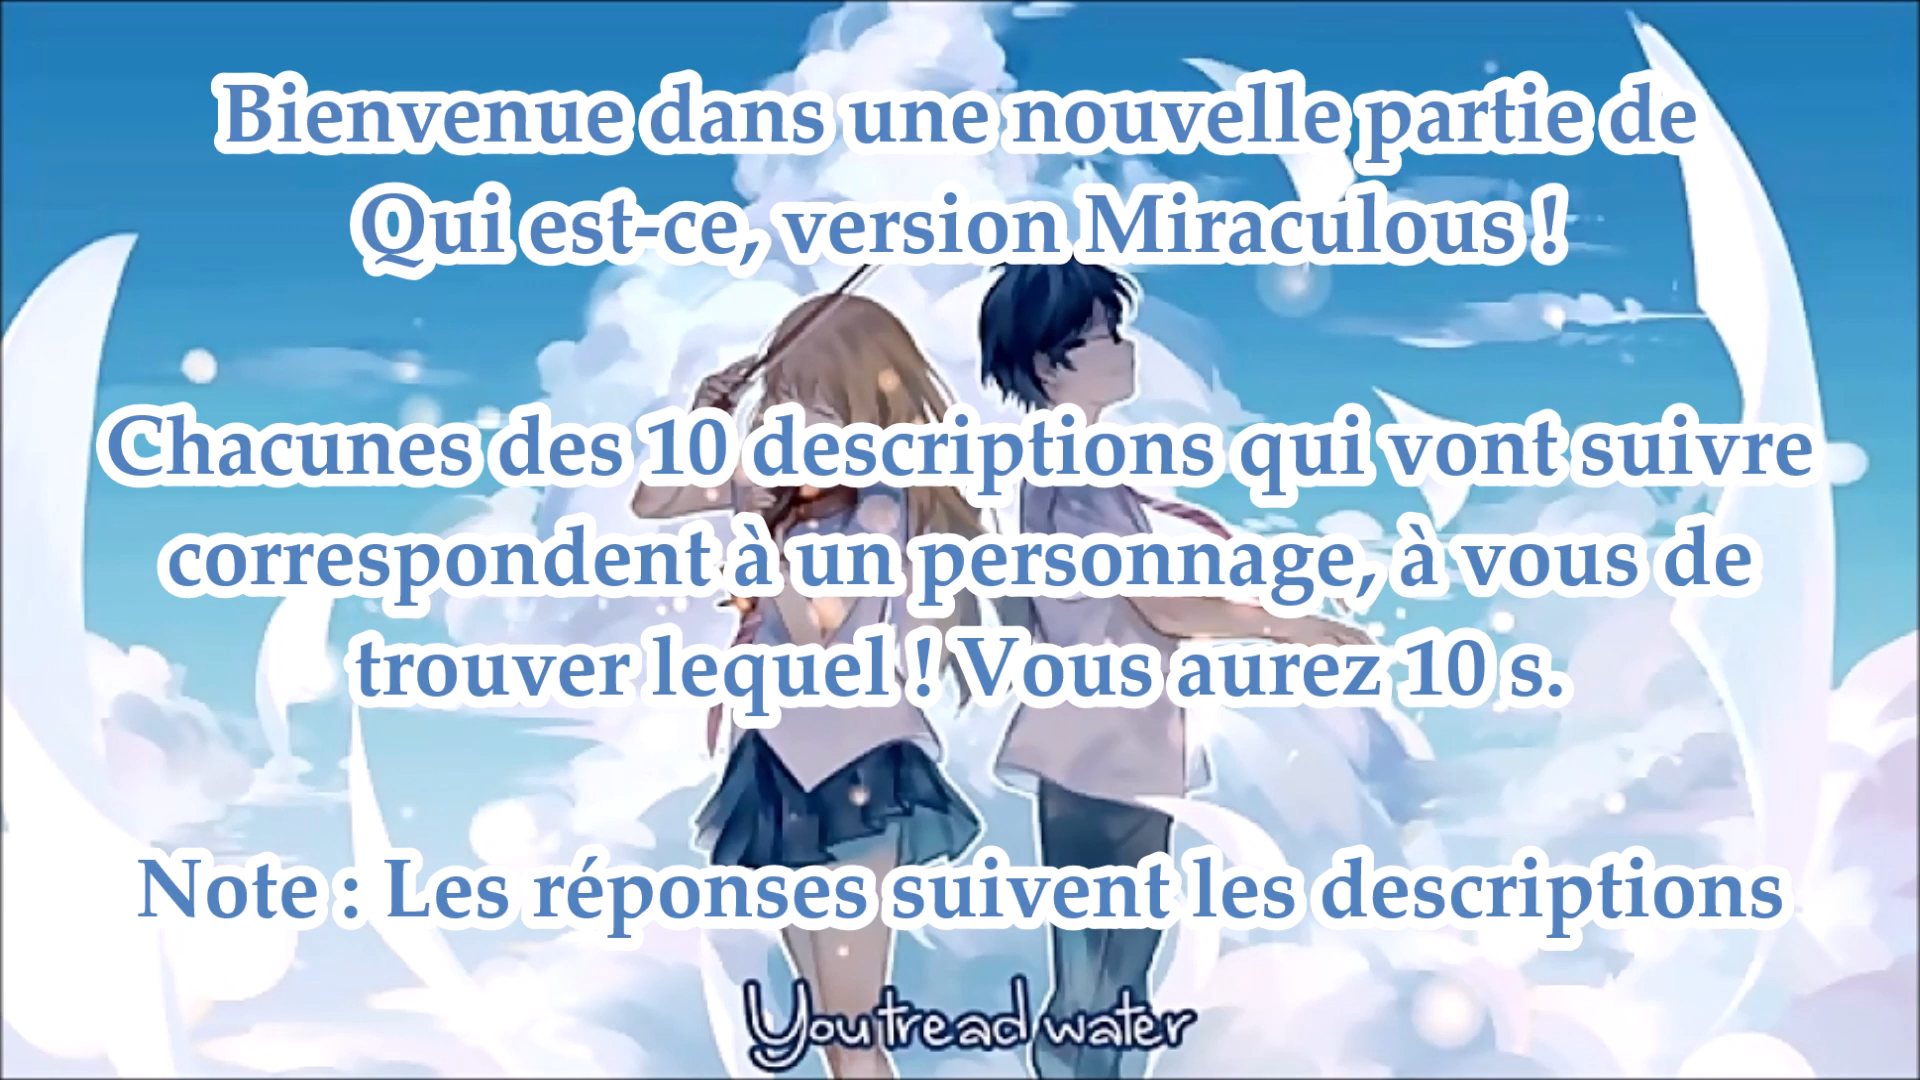 Bienvenue dans une nouvelle partie de
Qui est-ce, version Miraculous !
Chacunes des 10 descriptions qui vont suivre
correspondent à un personnage, à vous de
trouver lequel ! Vous aurez 10 s.
Note : Les réponses suivent les descriptions
You tread water